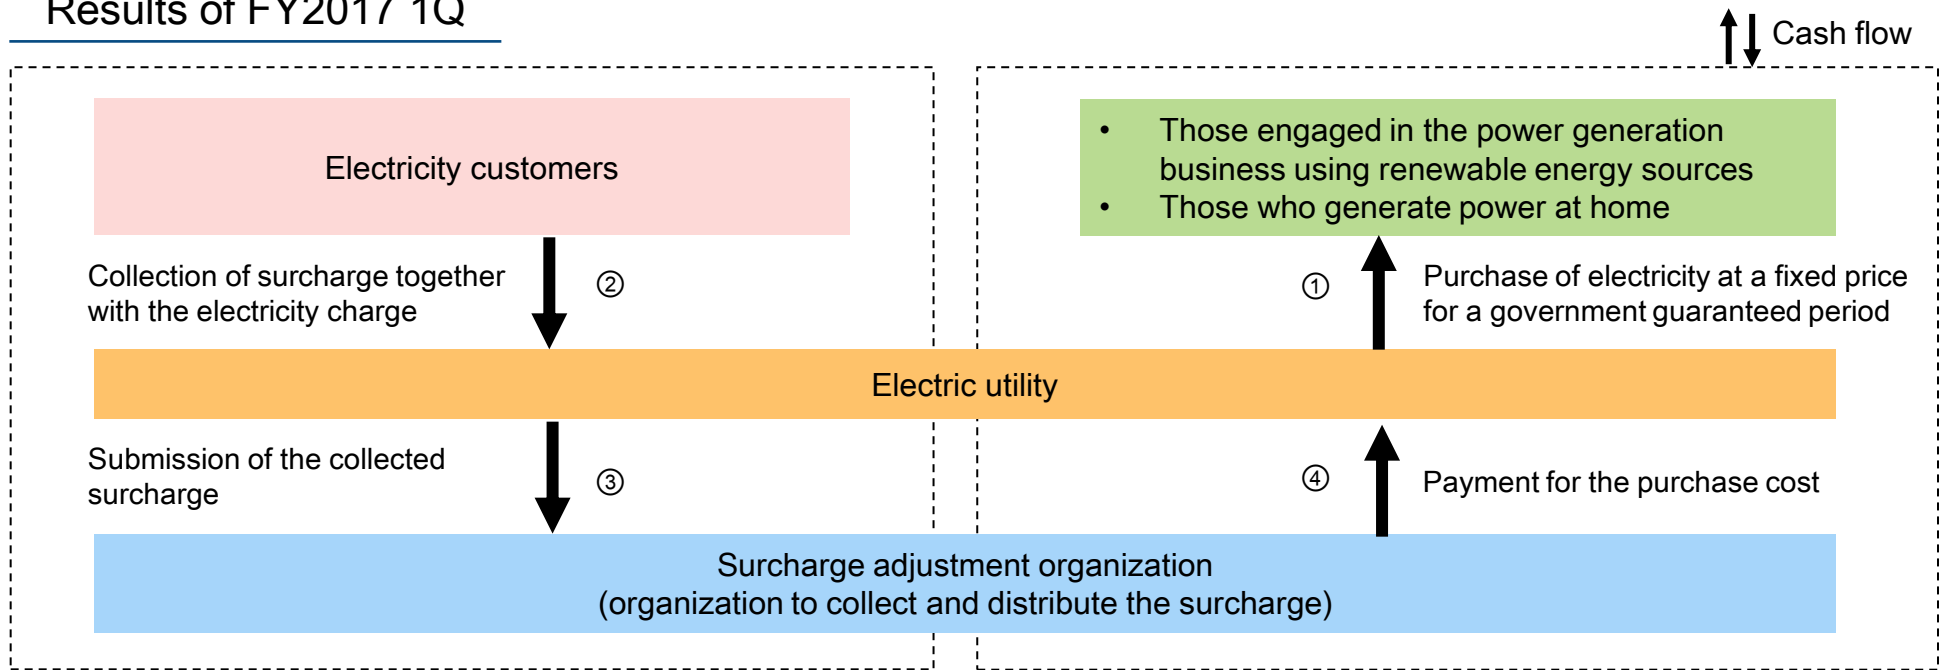 Results of FY2017 1Q
Cash flow
Electricity customers
• Those engaged in the power generation
business using renewable energy sources
• Those who generate power at home
Collection of surcharge together
with the electricity charge
②
①
Purchase of electricity at a fixed price
for a government guaranteed period
Electric utility
Submission of the collected
surcharge
③
④
Payment for the purchase cost
Surcharge adjustment organization
(organization to collect and distribute the surcharge)